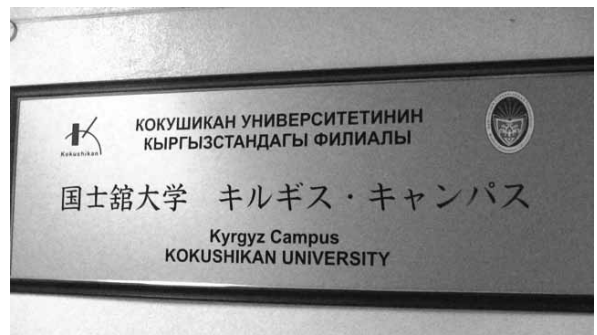 КОКУШИКАН УНИВЕРСИТЕТИНИН
КЫРГЫЗСТАНДАГЫ ФИЛИАЛЫ
Kokushikan
国士舘大学 キルギス・キャンパス
Kyrgyz Campus
KOKUSHIKAN UNIVERSITY